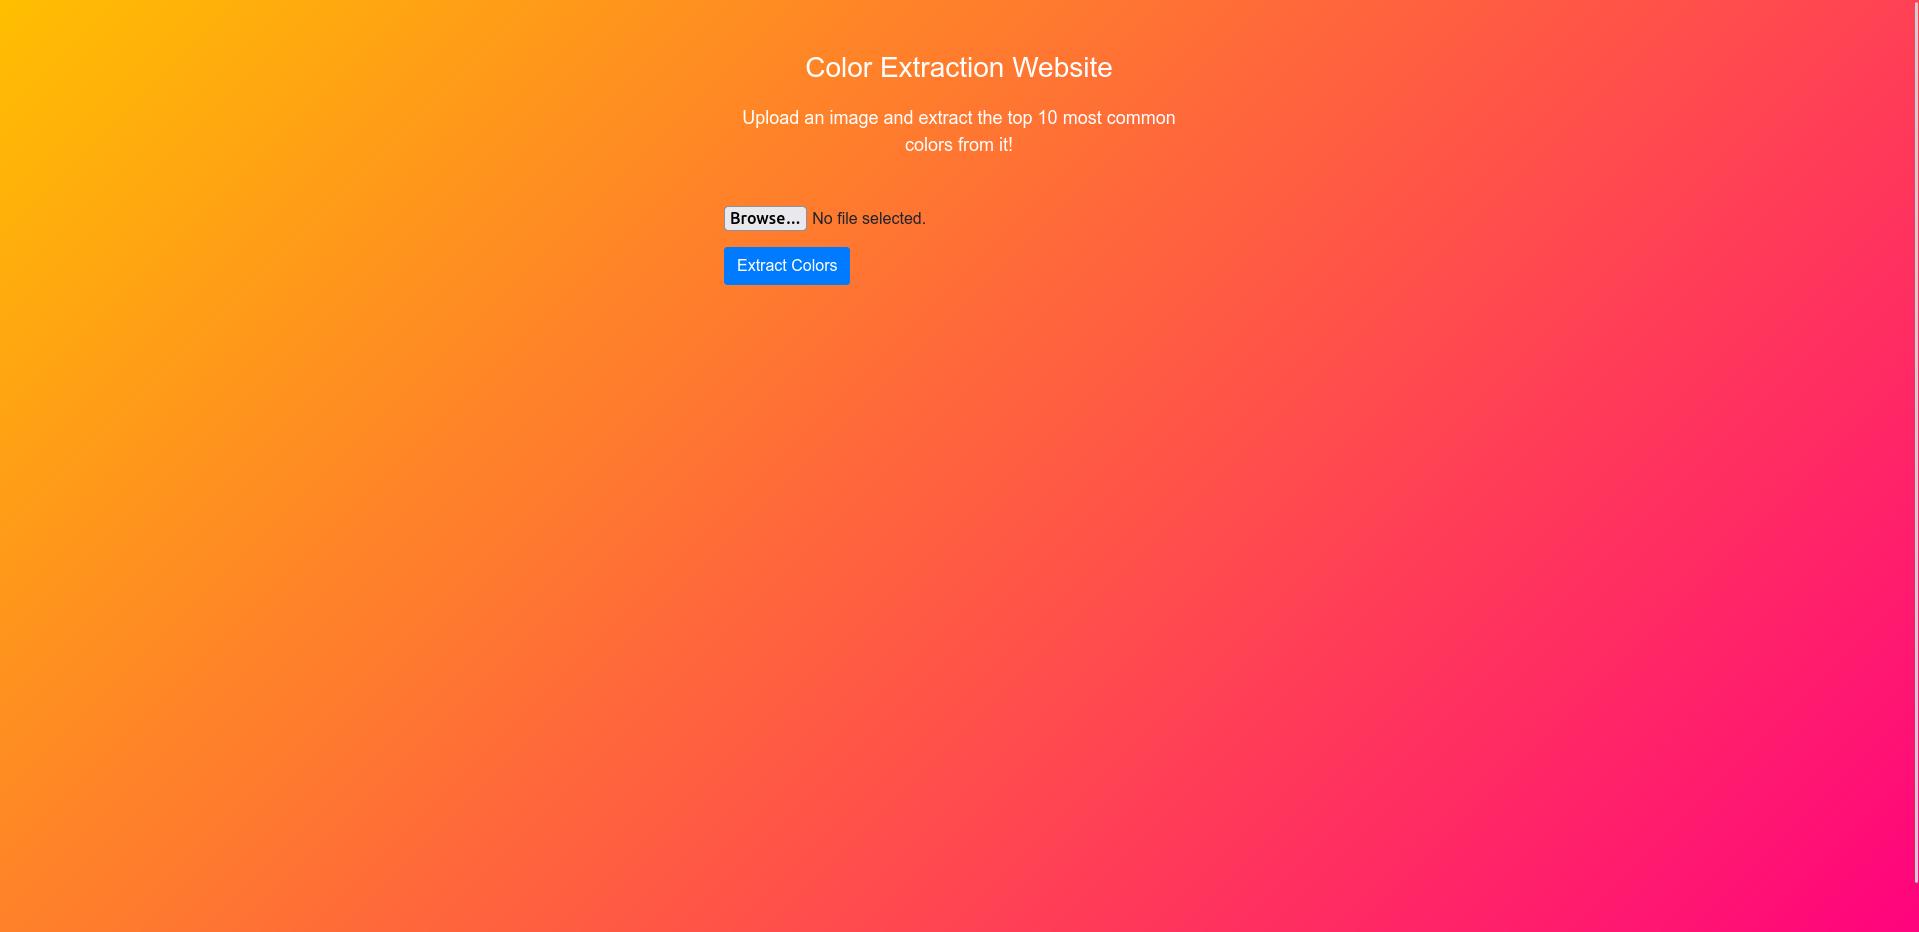 Color Extraction Website
Upload an image and extract the top 10 most common
colors from it!
Browse... No file selected.
Extract Colors